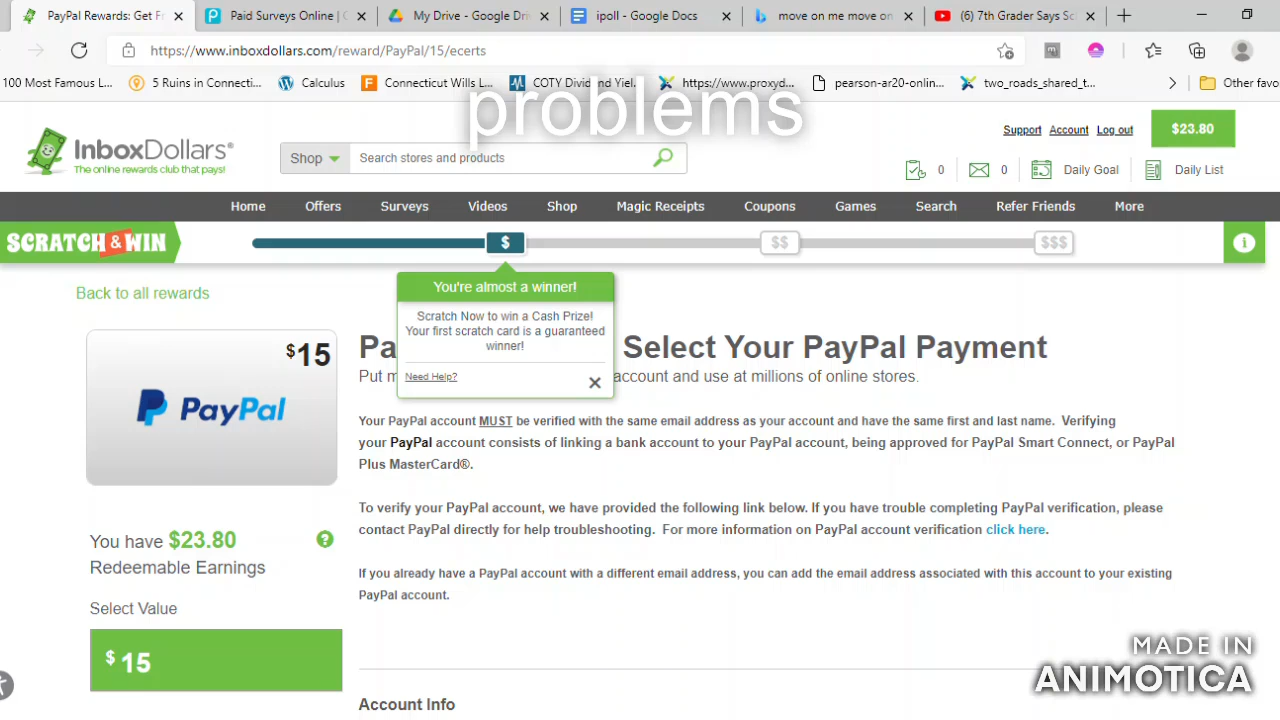 PayPal Rewards: Get Fr
Paid Surveys Online | G
My Drive - Google Dri
ipoll - Google Docs
move on me move on
(6) 7th Grader Says Sc
https://www.inboxdollars.com/reward/PayPal/15/ecerts
100 Most Famous L...
5 Ruins in Connecti...
Calculus
Connecticut Wills L...
COTY Dividend Yiel...
https://www.proxyd...
pearson-ar20-onlin...
two_roads_shared_t...
Other favo
problems
InboxDollars®
The online rewards club that pays!
Shop
Search stores and products
Support Account Log out
$23.80
0
0
Daily Goal
Daily List
Home Offers Surveys Videos Shop Magic Receipts Coupons Games Search Refer Friends More
SCRATCH & WIN
$
$$
$$$
You're almost a winner!
Scratch Now to win a Cash Prize!
Your first scratch card is a guaranteed
winner!
Need Help?
Back to all rewards
$15
PayPal
You have $23.80
Redeemable Earnings
Select Value
$ 15
Select Your PayPal Payment
account and use at millions of online stores.
Your PayPal account MUST be verified with the same email address as your account and have the same first and last name. Verifying
your PayPal account consists of linking a bank account to your PayPal account, being approved for PayPal Smart Connect, or PayPal
Plus MasterCard®.
To verify your PayPal account, we have provided the following link below. If you have trouble completing PayPal verification, please
contact PayPal directly for help troubleshooting. For more information on PayPal account verification click here.
If you already have a PayPal account with a different email address, you can add the email address associated with this account to your existing
PayPal account.
Account Info
MADE IN
ANIMOTICA